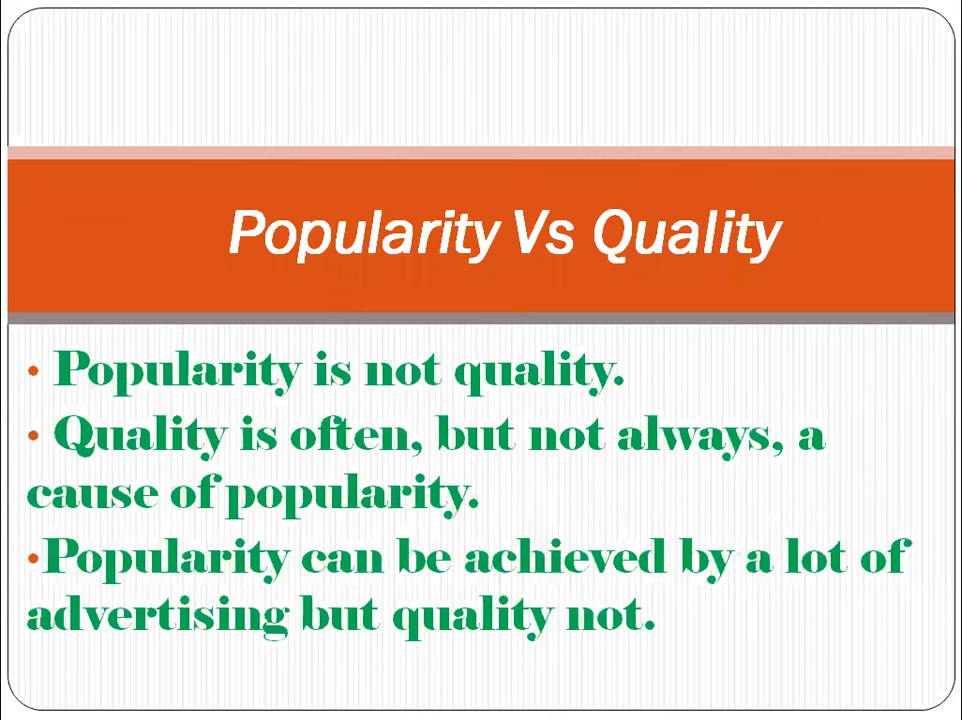 Popularity Vs Quality
• Popularity is not quality.
• Quality is often, but not always, a
cause of popularity.
•Popularity can be achieved by a lot of
advertising but quality not.